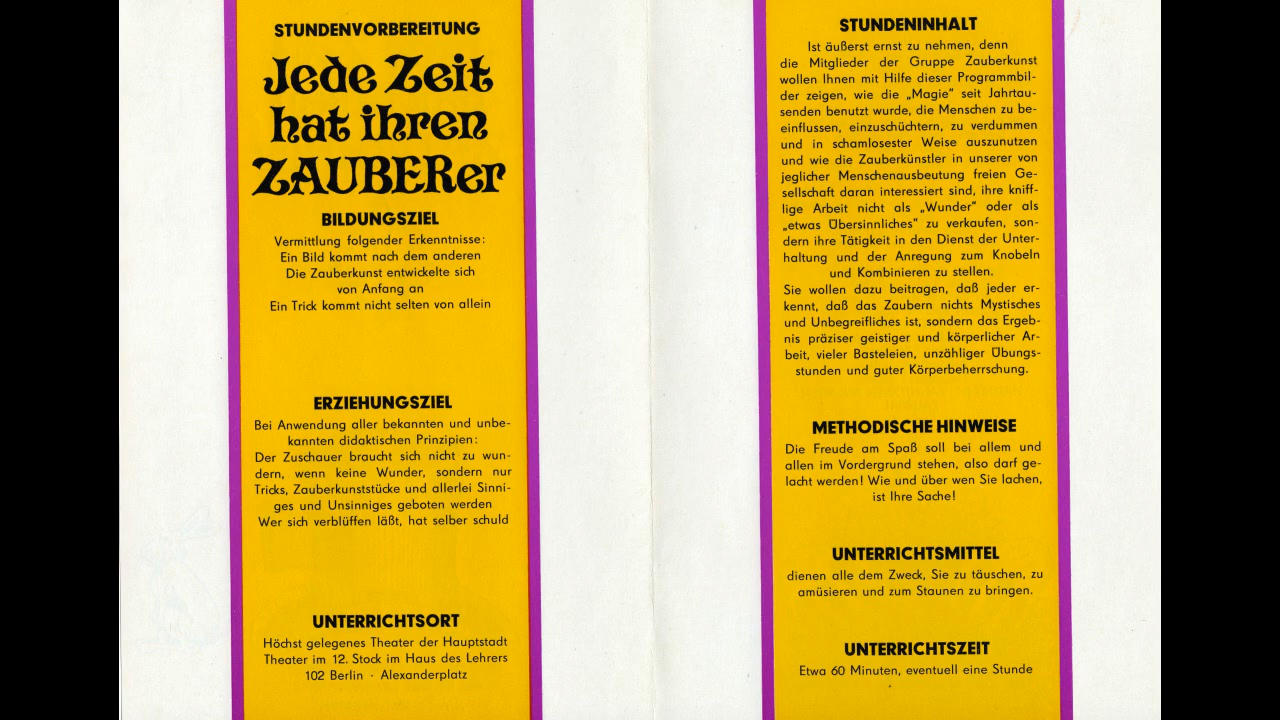 STUNDENVORBEREITUNG
Jede Zeit
hat ihren
ZAUBERer
BILDUNGSZIEL
Vermittlung folgender Erkenntnisse:
Ein Bild kommt nach dem anderen
Die Zauberkunst entwickelte sich
von Anfang an
Ein Trick kommt nicht selten von allein
ERZIEHUNGSZIEL
Bei Anwendung aller bekannten und unbe-
kannten didaktischen Prinzipien:
Der Zuschauer braucht sich nicht zu wun-
dern, wenn keine Wunder, sondern nur
Tricks, Zauberkunststücke und allerlei Sinni-
ges und Unsinniges geboten werden
Wer sich verblüffen läßt, hat selber schuld
UNTERRICHTSORT
Höchst gelegenes Theater der Hauptstadt
Theater im 12. Stock im Haus des Lehrers
102 Berlin · Alexanderplatz
STUNDENINHALT
Ist äußerst ernst zu nehmen, denn
die Mitglieder der Gruppe Zauberkunst
wollen Ihnen mit Hilfe dieser Programmbil-
der zeigen, wie die „Magie“ seit Jahrtau-
senden benutzt wurde, die Menschen zu be-
einflussen, einzuschüchtern, zu verdummen
und in schamlosester Weise auszunutzen
und wie die Zauberkünstler in unserer von
jeglicher Menschenausbeutung freien Ge-
sellschaft daran interessiert sind, ihre kniff-
lige Arbeit nicht als „Wunder“ oder als
„etwas Übersinnliches“ zu verkaufen, son-
dern ihre Tätigkeit in den Dienst der Unter-
haltung und der Anregung zum Knobeln
und Kombinieren zu stellen.
Sie wollen dazu beitragen, daß jeder er-
kennt, daß das Zaubern nichts Mystisches
und Unbegreifliches ist, sondern das Ergeb-
nis präziser geistiger und körperlicher Ar-
beit, vieler Basteleien, unzähliger Übungs-
stunden und guter Körperbeherrschung.
METHODISCHE HINWEISE
Die Freude am Spaß soll bei allem und
allen im Vordergrund stehen, also darf ge-
lacht werden! Wie und über wen Sie lachen,
ist Ihre Sache!
UNTERRICHTSMITTEL
dienen alle dem Zweck, Sie zu täuschen, zu
amüsieren und zum Staunen zu bringen.
UNTERRICHTSZEIT
Etwa 60 Minuten, eventuell eine Stunde